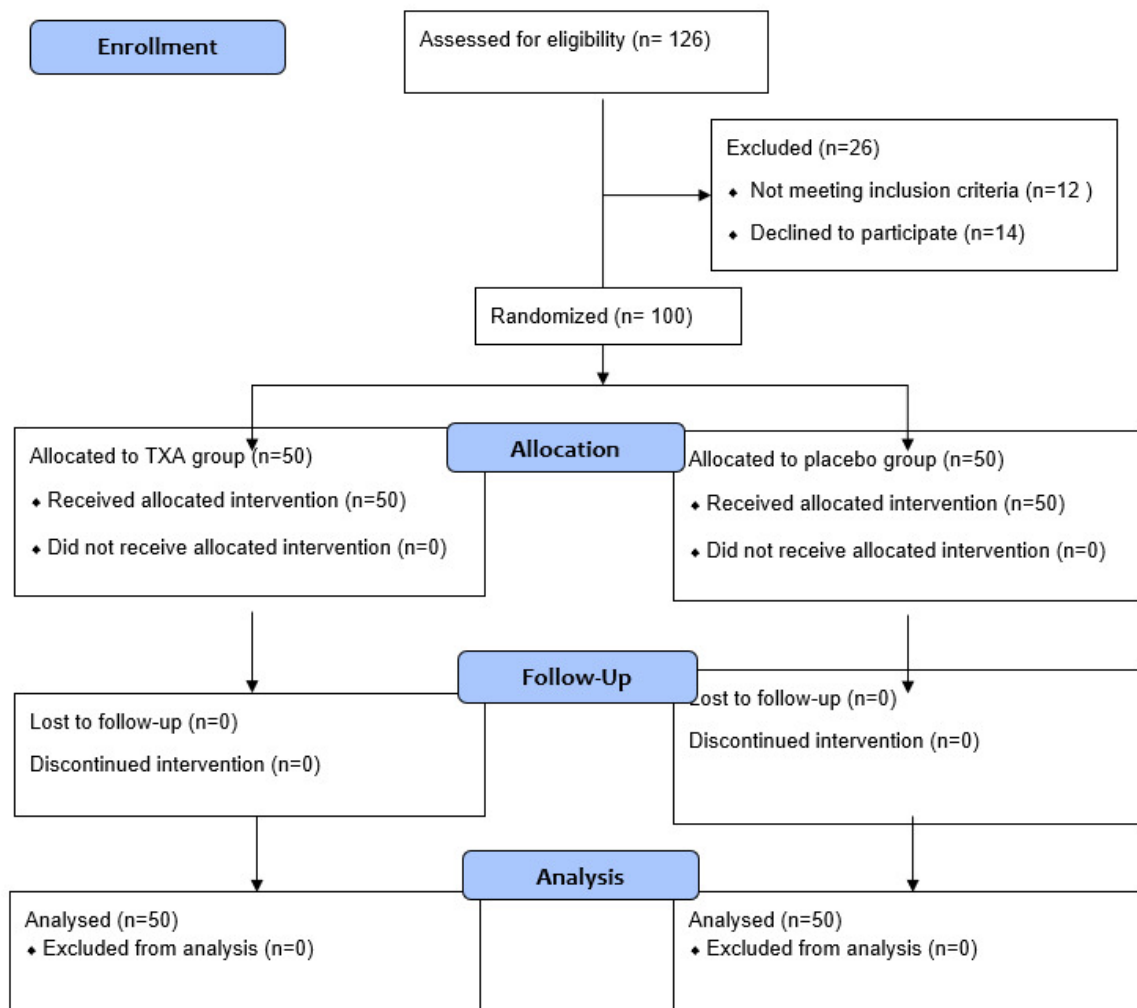 Enrollment
Assessed for eligibility (n= 126)
Excluded (n=26)
⬥ Not meeting inclusion criteria (n=12 )
⬥ Declined to participate (n=14)
Randomized (n= 100)
Allocation
Allocated to TXA group (n=50)
⬥ Received allocated intervention (n=50)
⬥ Did not receive allocated intervention (n=0)
Allocated to placebo group (n=50)
⬥ Received allocated intervention (n=50)
⬥ Did not receive allocated intervention (n=0)
Follow-Up
Lost to follow-up (n=0)
Discontinued intervention (n=0)
Lost to follow-up (n=0)
Discontinued intervention (n=0)
Analysis
Analysed (n=50)
⬥ Excluded from analysis (n=0)
Analysed (n=50)
⬥ Excluded from analysis (n=0)